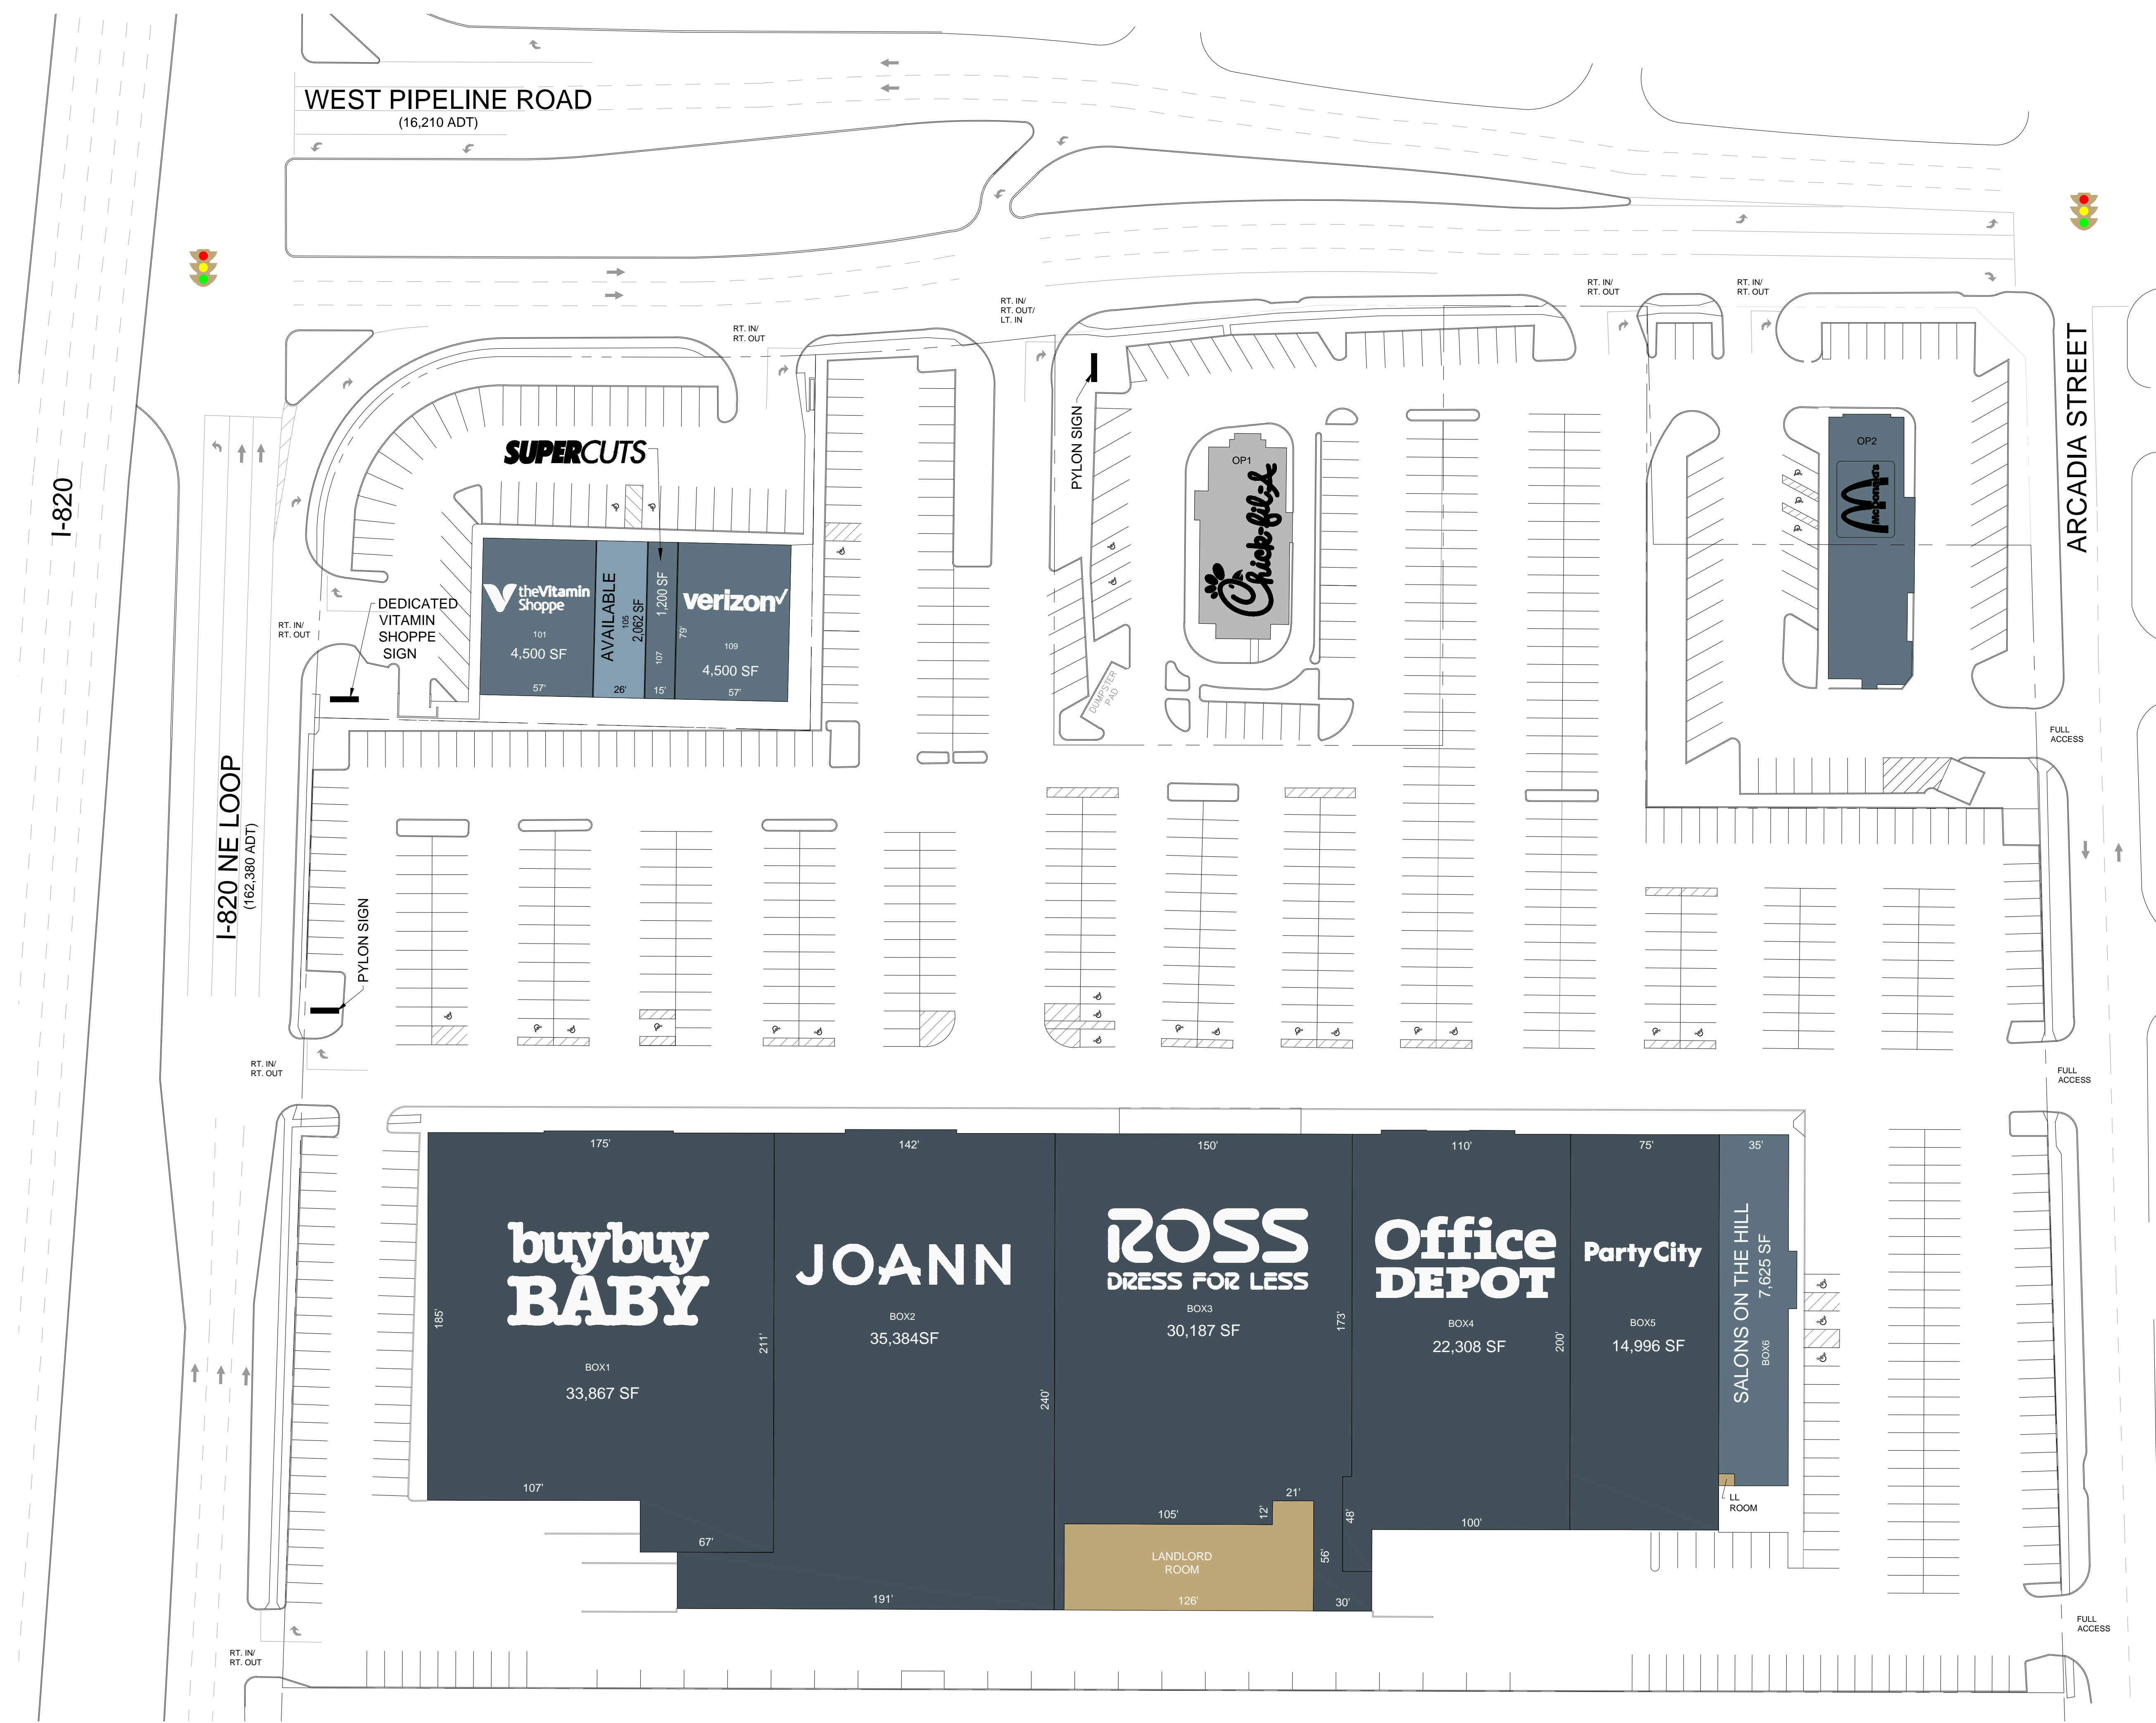 WEST PIPELINE ROAD
(16,210 ADT)
RT. IN/
RT. OUT
RT. IN/
RT. OUT/
LT. IN
RT. IN/
RT. OUT
RT. IN/
RT. OUT
I-820
I-820 NE LOOP
(162,380 ADT)
ARCADIA STREET
SUPERCUTS
PYLON SIGN
OP1
Chick-fil-A
OP2
McDonald's
DEDICATED
VITAMIN
SHOPPE
SIGN
RT. IN/
RT. OUT
theVitamin
Shoppe
101
4,500 SF
57'
AVAILABLE
105
2,062 SF
26'
1,200 SF
107
15'
79'
verizon
109
4,500 SF
57'
DUMPSTER
PAD
FULL
ACCESS
PYLON SIGN
RT. IN/
RT. OUT
FULL
ACCESS
175'
142'
150'
110'
75'
35'
buybuy
BABY
BOX1
33,867 SF
185'
211'
107'
67'
JOANN
BOX2
35,384SF
240'
191'
ROSS
DRESS FOR LESS
BOX3
30,187 SF
173'
105'
12'
21'
48'
56'
30'
LANDLORD
ROOM
126'
Office
DEPOT
BOX4
22,308 SF
200'
100'
PartyCity
BOX5
14,996 SF
SALONS ON THE HILL
7,625 SF
BOX6
LL
ROOM
RT. IN/
RT. OUT
FULL
ACCESS